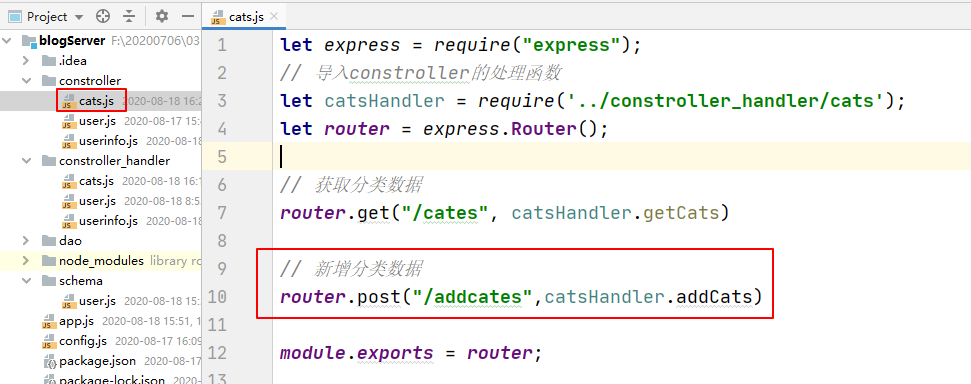 Project
cats.js
blogServer F:\20200706\03
.idea
constroller
cats.js 2020-08-18 16:2
user.js 2020-08-17 15:
userinfo.js 2020-08-18
constroller_handler
cats.js 2020-08-18 16:1
user.js 2020-08-18 8:5
userinfo.js 2020-08-18
dao
node_modules library ro
schema
user.js 2020-08-18 15:
app.js 2020-08-18 15:51, 1
config.js 2020-08-17 16:09
package.json 2020-08-17
package-lock.json 2020-
1 let express = require("express");
2 // 导入constroller的处理函数
3 let catsHandler = require('../constroller_handler/cats');
4 let router = express.Router();
5
6 // 获取分类数据
7 router.get("/cates", catsHandler.getCats)
8
9 // 新增分类数据
10 router.post("/addcates",catsHandler.addCats)
11
12 module.exports = router;